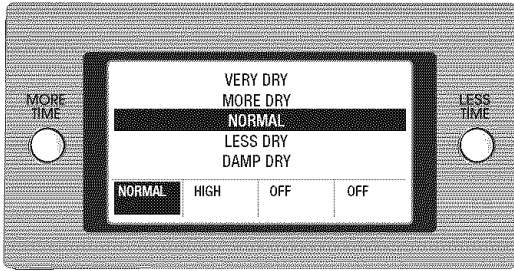 VERY DRY
MORE DRY
MORE TIME
NORMAL
LESS TIME
LESS DRY
DAMP DRY
NORMAL HIGH OFF OFF